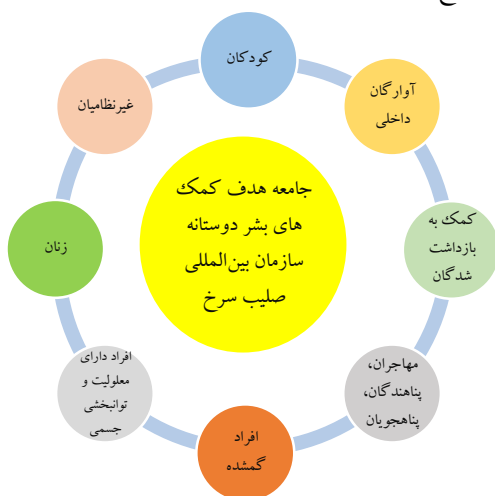 کودکان
آوارگان
داخلی
کمک به
بازداشت
شدگان
مهاجران،
پناهندگان،
پناهجویان
افراد
گمشده
افراد دارای
معلولیت و
توانبخشی
جسمی
زنان
غیرنظامیان
جامعه هدف کمک
های بشر دوستانه
سازمان بین‌المللی
صلیب سرخ